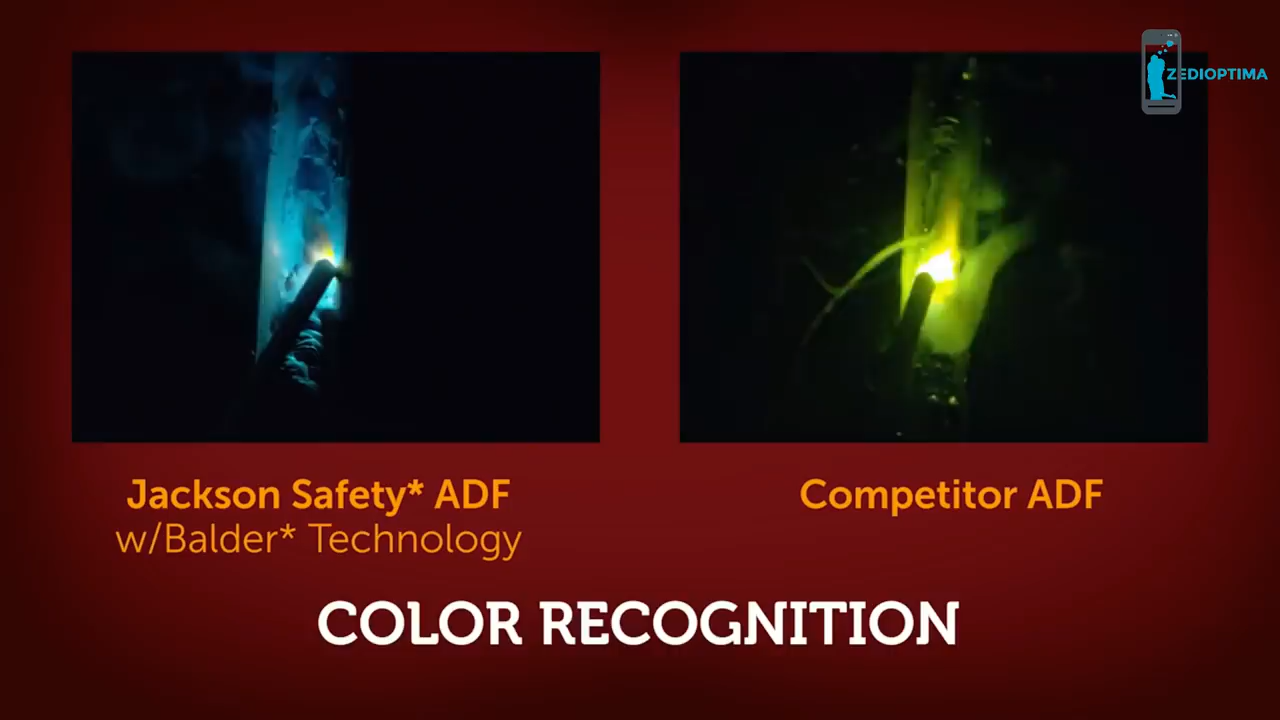 ZEDIOPTIMA
Jackson Safety* ADF
w/Balder* Technology
Competitor ADF
COLOR RECOGNITION